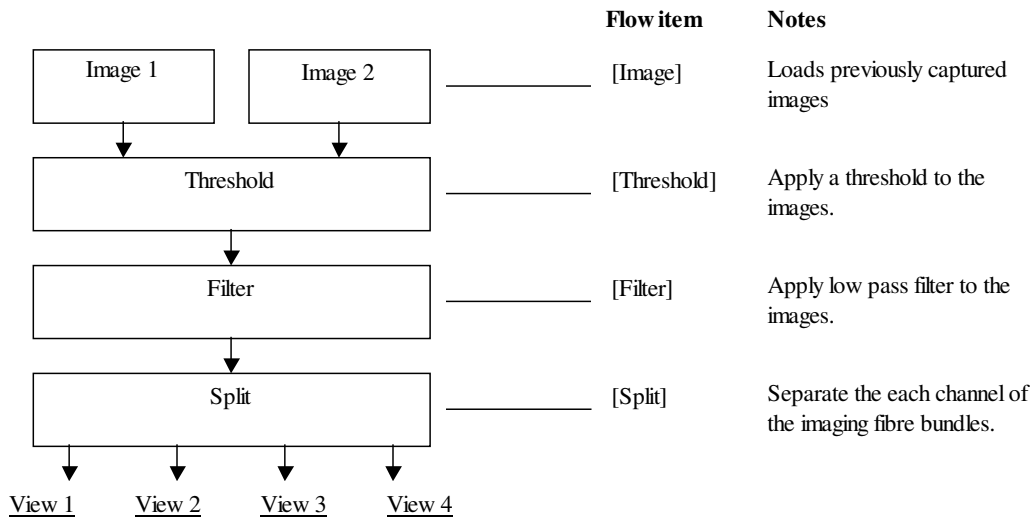 Flow item Notes
Image 1 Image 2 [Image] Loads previously captured
images
Threshold [Threshold] Apply a threshold to the
images.
Filter [Filter] Apply low pass filter to the
images.
Split [Split] Separate the each channel of
the imaging fibre bundles.
View 1 View 2 View 3 View 4